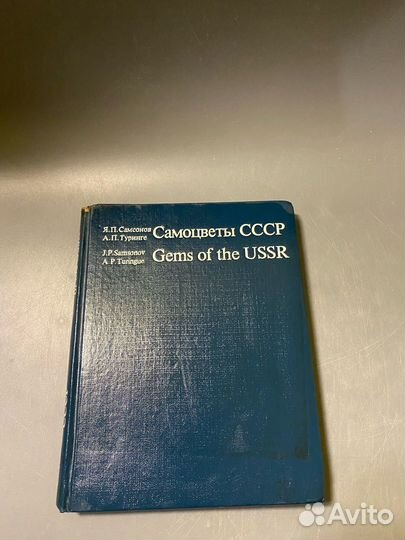 Я.П.Самсонов
А.П.Туринге
Самоцветы СССР
J.P.Samsonov
A.P.Turingue
Gems of the USSR
Avito